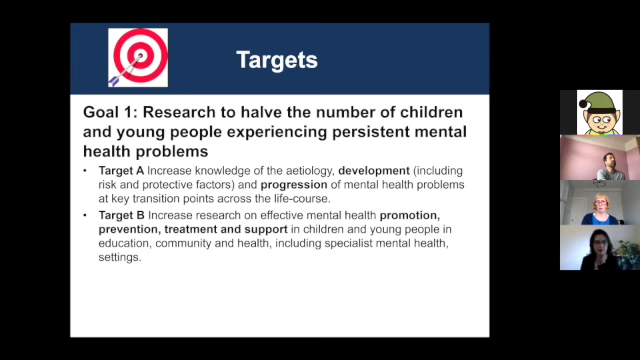 Targets
Goal 1: Research to halve the number of children
and young people experiencing persistent mental
health problems
• Target A Increase knowledge of the aetiology, development (including
risk and protective factors) and progression of mental health problems
at key transition points across the life-course.
• Target B Increase research on effective mental health promotion,
prevention, treatment and support in children and young people in
education, community and health, including specialist mental health,
settings.